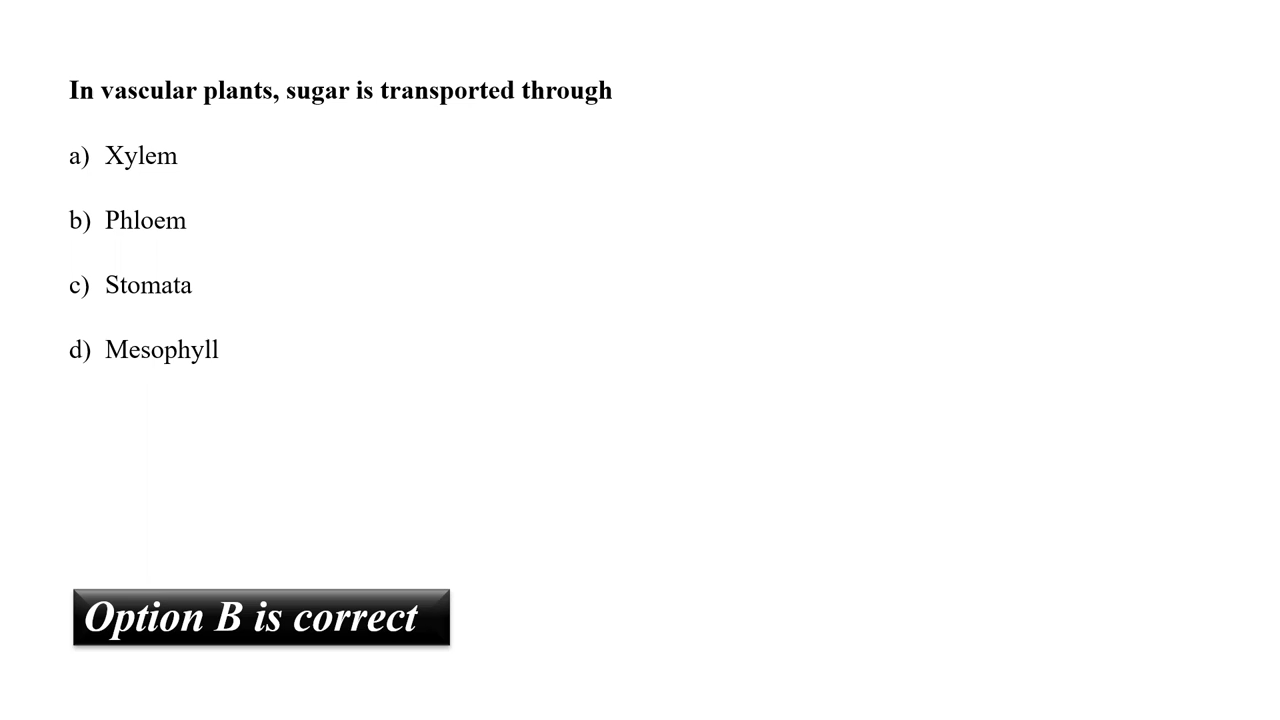 In vascular plants, sugar is transported through
a) Xylem
b) Phloem
c) Stomata
d) Mesophyll
Option B is correct